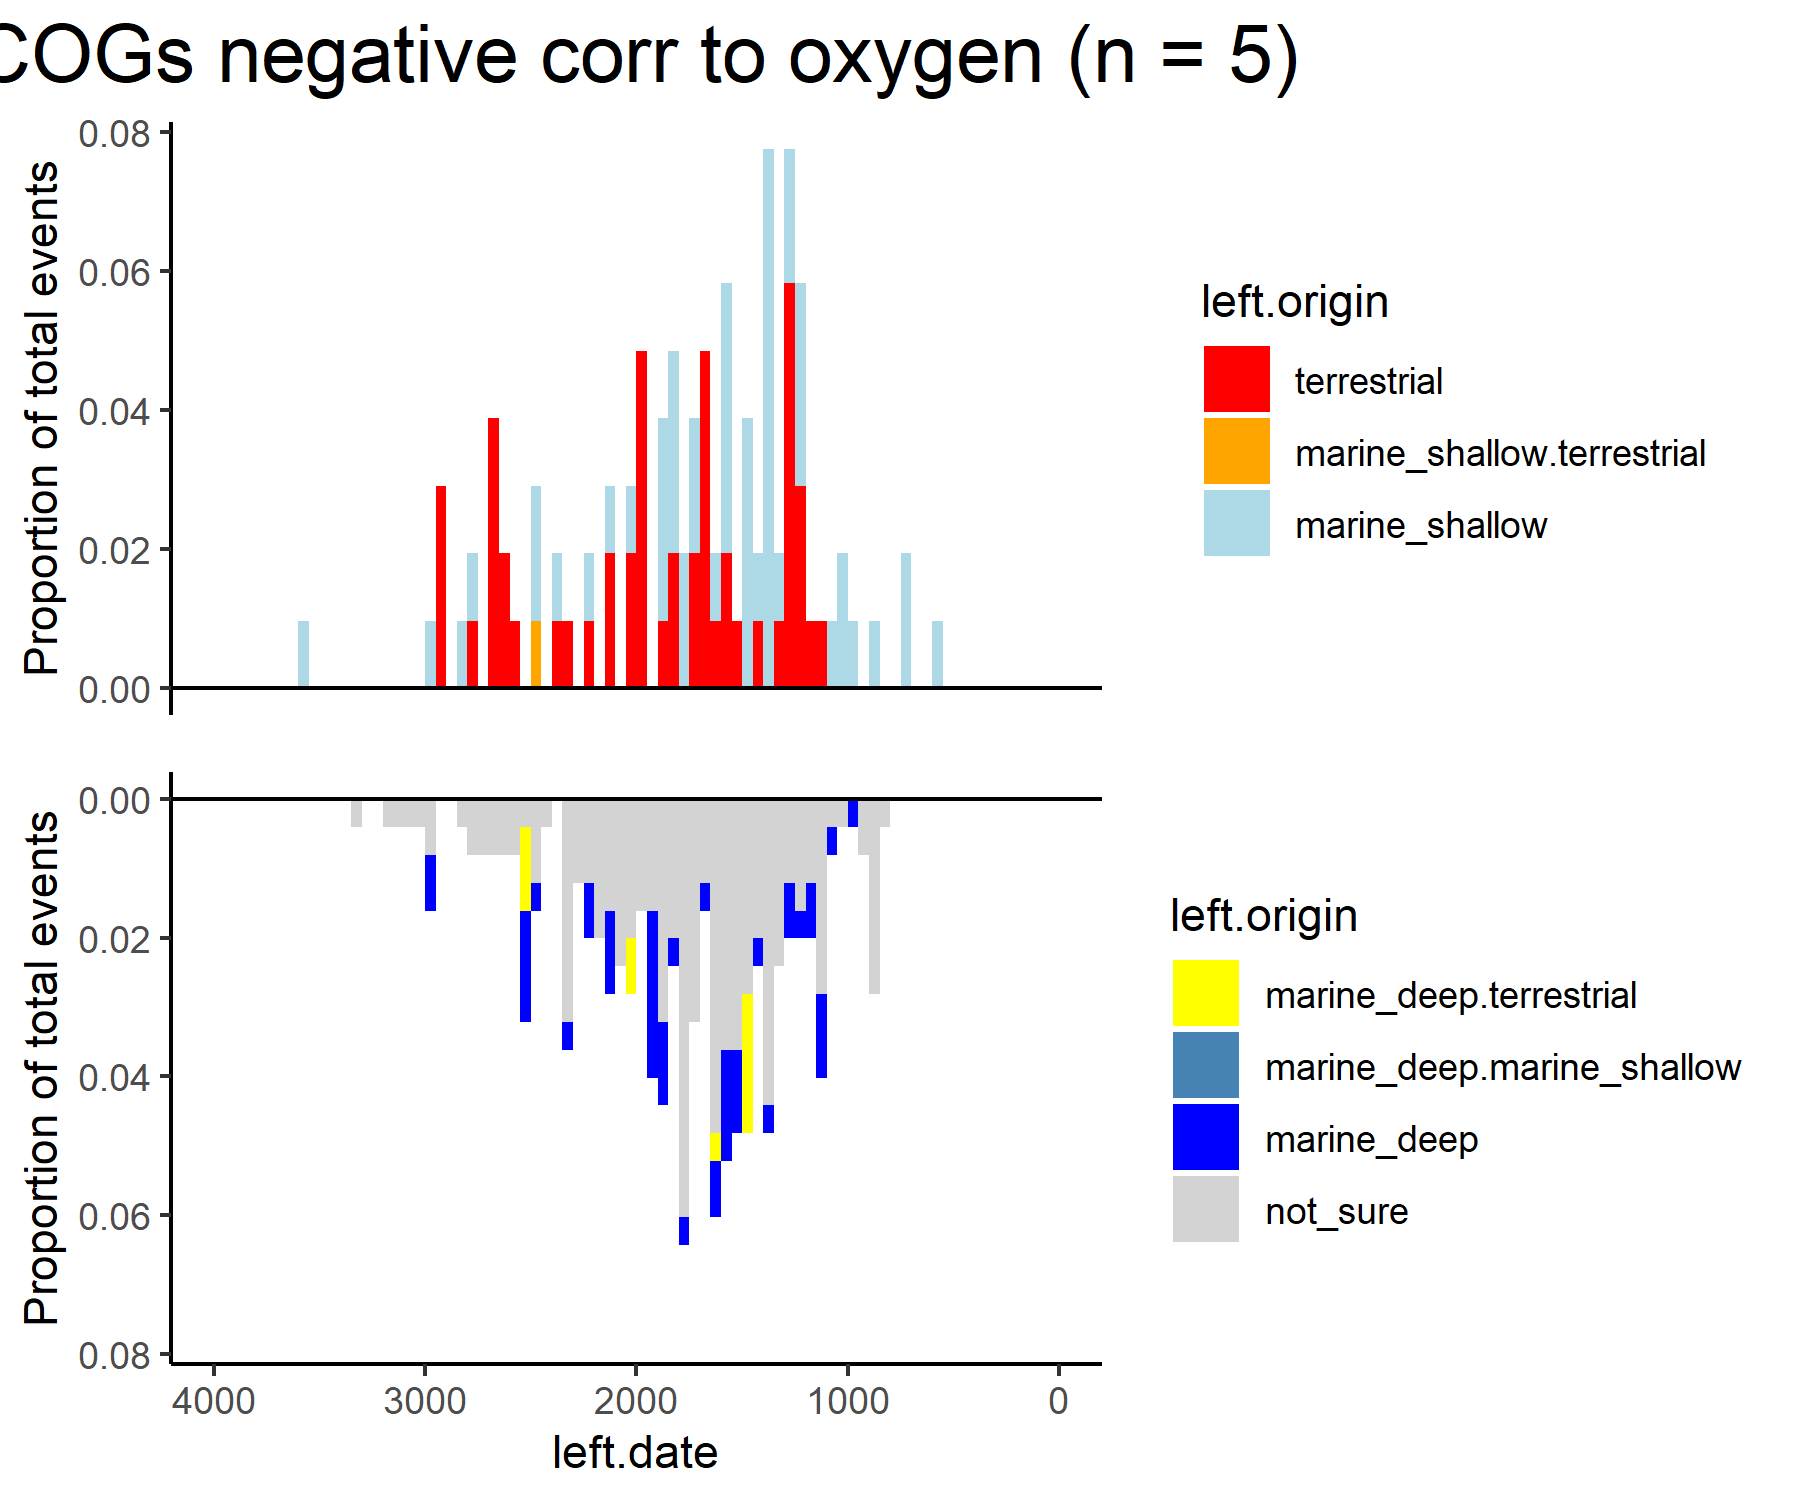 COGs negative corr to oxygen (n = 5)
Proportion of total events
0.08
0.06
0.04
0.02
0.00
left.origin
terrestrial
marine_shallow.terrestrial
marine_shallow
Proportion of total events
0.00
0.02
0.04
0.06
0.08
4000 3000 2000 1000 0
left.date
left.origin
marine_deep.terrestrial
marine_deep.marine_shallow
marine_deep
not_sure